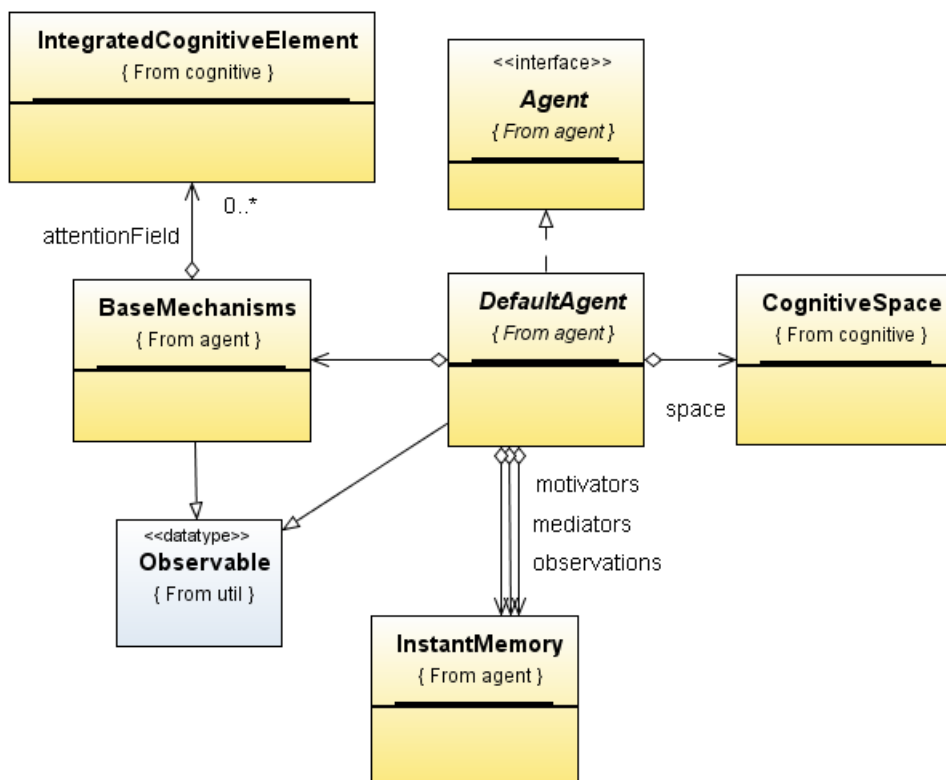 IntegratedCognitiveElement
{ From cognitive }
<<interface>>
Agent
{ From agent }
0..*
attentionField
BaseMechanisms
{ From agent }
DefaultAgent
{ From agent }
CognitiveSpace
{ From cognitive }
space
motivators
mediators
observations
<<datatype>>
Observable
{ From util }
InstantMemory
{ From agent }